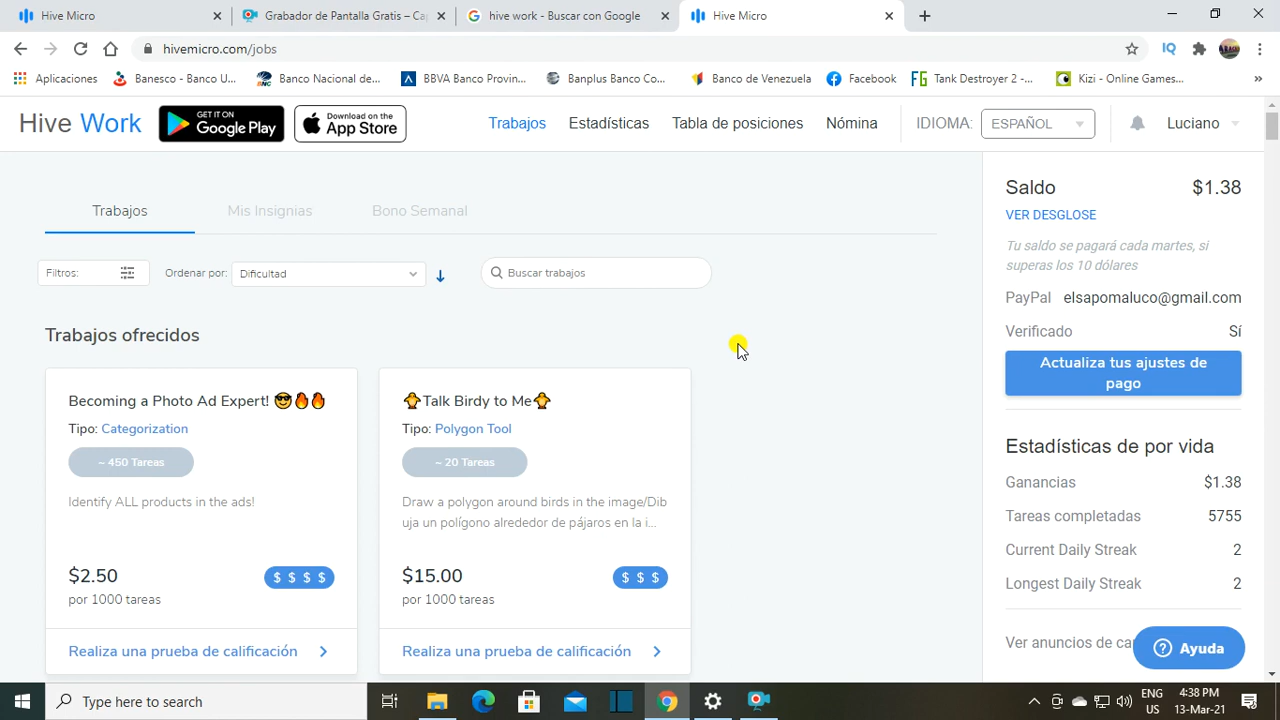 Hive Micro
Grabador de Pantalla Gratis – Cap
hive work - Buscar con Google
Hive Micro
hivemicro.com/jobs
Aplicaciones
Banesco - Banco U...
Banco Nacional de...
BBVA Banco Provin...
Banplus Banco Co...
Banco de Venezuela
Facebook
Tank Destroyer 2 -...
Kizi - Online Games...
»
Hive Work
GET IT ON
Google Play
Download on the
App Store
Trabajos
Estadísticas
Tabla de posiciones
Nómina
IDIOMA:
ESPAÑOL
Luciano
Trabajos
Mis Insignias
Bono Semanal
Filtros:
Ordenar por:
Dificultad
Buscar trabajos
Trabajos ofrecidos
Becoming a Photo Ad Expert! 😎🔥🔥
Tipo: Categorization
~ 450 Tareas
Identify ALL products in the ads!
$2.50
$ $ $ $
por 1000 tareas
Realiza una prueba de calificación
🐥Talk Birdy to Me🐥
Tipo: Polygon Tool
~ 20 Tareas
Draw a polygon around birds in the image/Dib
uja un polígono alrededor de pájaros en la i...
$15.00
$ $ $
por 1000 tareas
Realiza una prueba de calificación
Saldo $1.38
VER DESGLOSE
Tu saldo se pagará cada martes, si
superas los 10 dólares
PayPal elsapomaluco@gmail.com
Verificado Sí
Actualiza tus ajustes de
pago
Estadísticas de por vida
Ganancias $1.38
Tareas completadas 5755
Current Daily Streak 2
Longest Daily Streak 2
Ver anuncios de ca
Ayuda
Type here to search
ENG
US
4:38 PM
13-Mar-21